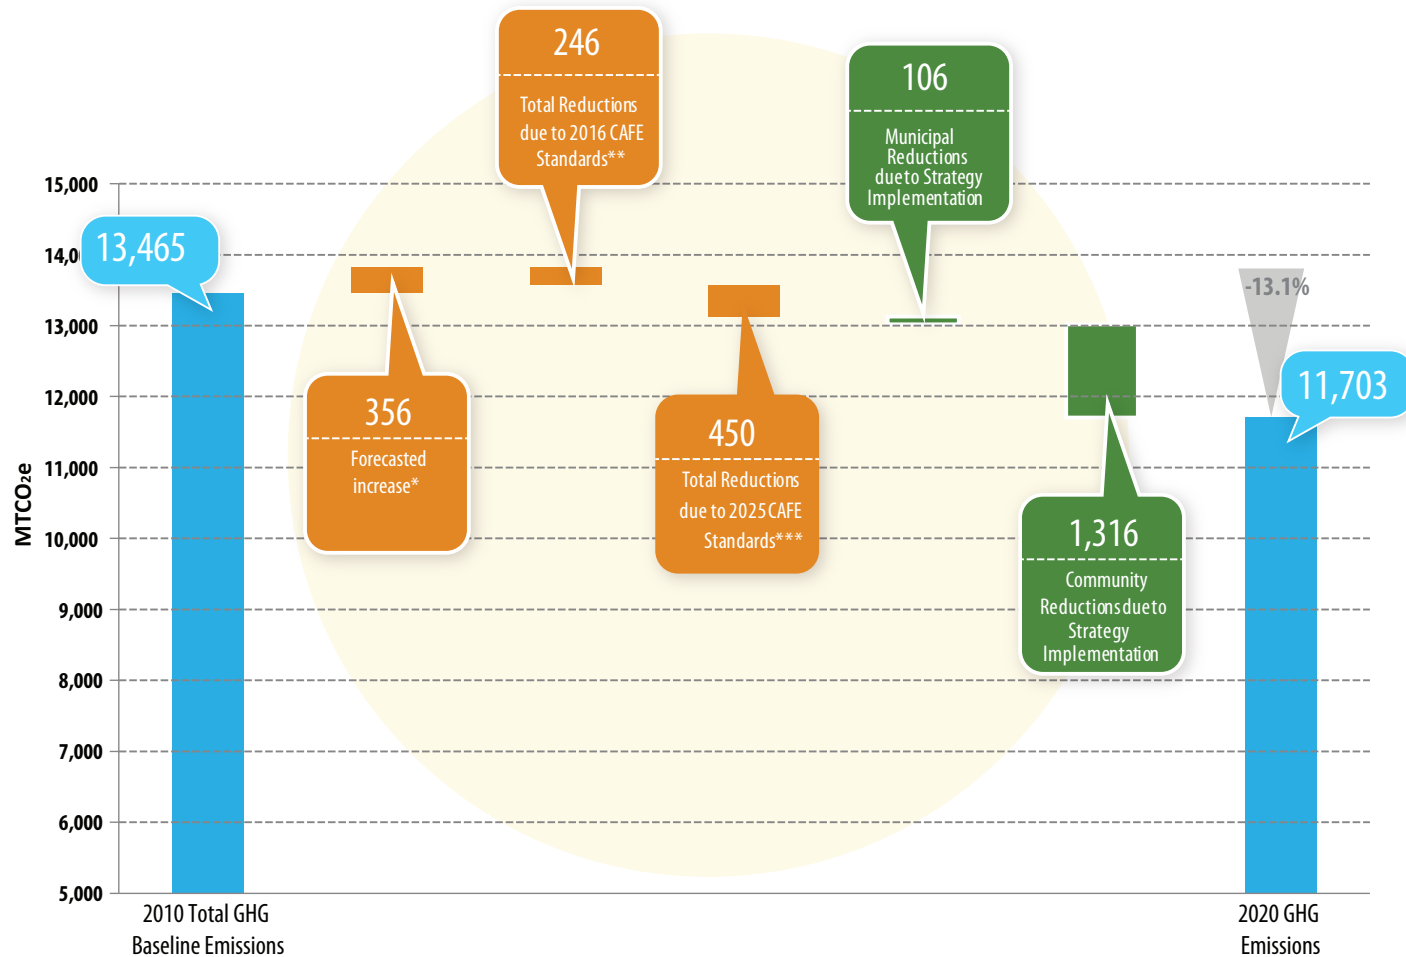 246
Total Reductions
due to 2016 CAFE
Standards**
106
Municipal
Reductions
due to Strategy
Implementation
15,000
14,0
13,465
13,000
12,000
11,000
10,000
9,000
8,000
7,000
6,000
5,000
MTCO₂e
356
Forecasted
increase*
450
Total Reductions
due to 2025 CAFE
Standards***
1,316
Community
Reductions due to
Strategy
Implementation
-13.1%
11,703
2010 Total GHG
Baseline Emissions
2020 GHG
Emissions